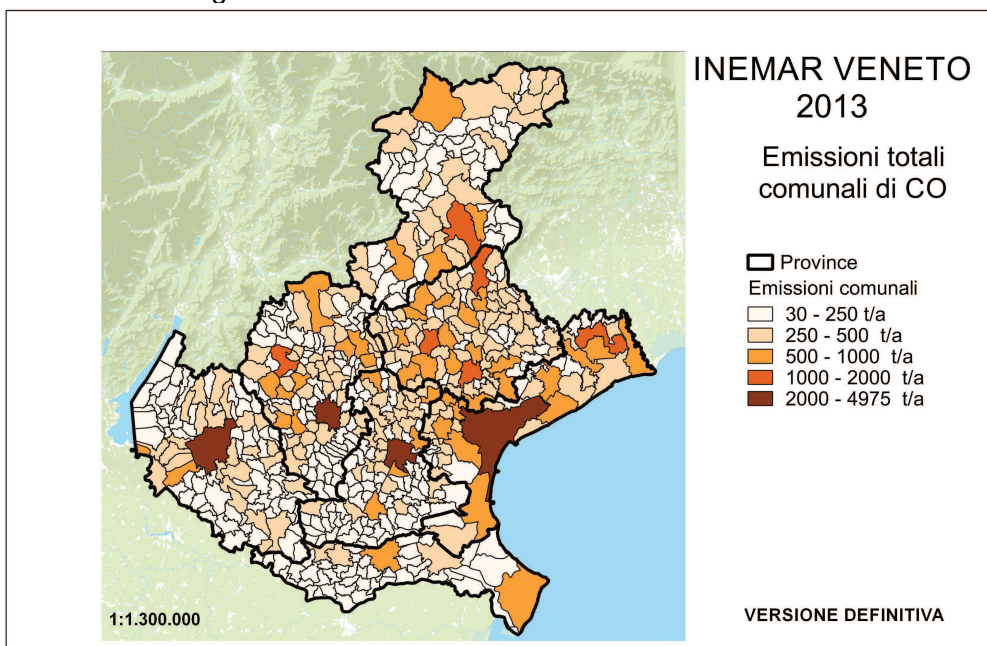 INEMAR VENETO
2013
Emissioni totali
comunali di CO
Province
Emissioni comunali
30 - 250 t/a
250 - 500 t/a
500 - 1000 t/a
1000 - 2000 t/a
2000 - 4975 t/a
1:1.300.000
VERSIONE DEFINITIVA